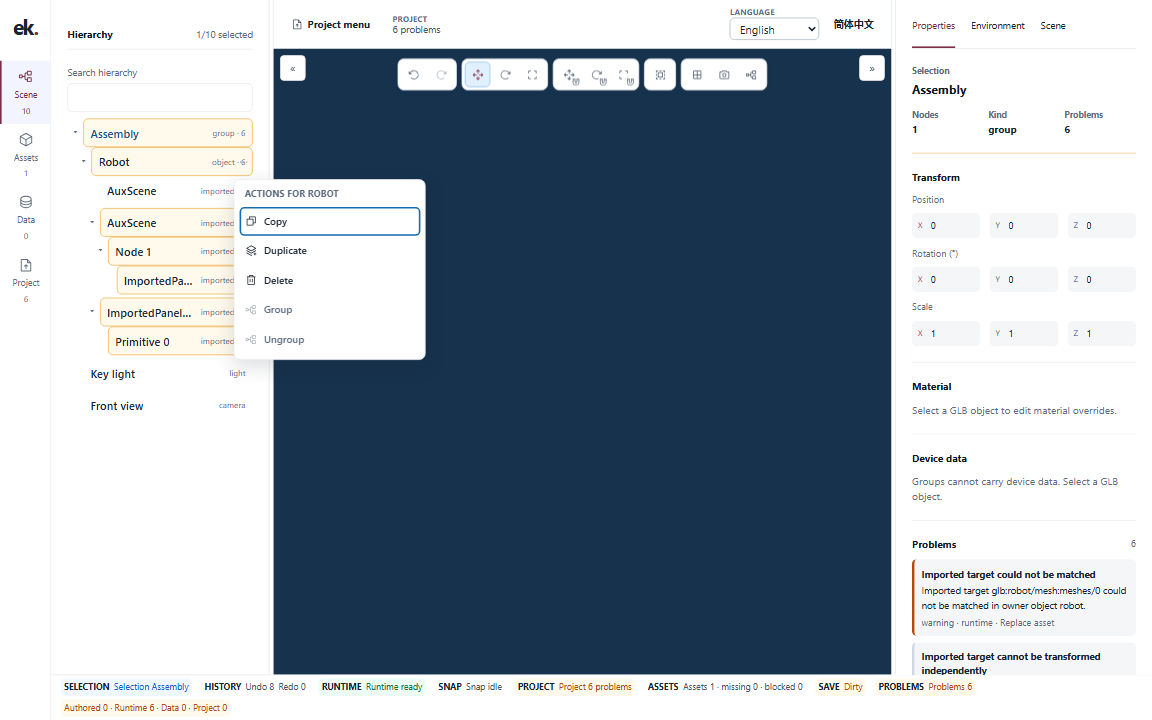 ek.
Scene
10
Assets
1
Data
0
Project
6
Hierarchy
1/10 selected
Search hierarchy
Assembly group · 6
Robot object · 6
AuxScene imported
AuxScene imported
Node 1 imported
ImportedPa... imported
ImportedPanel... imported
Primitive 0 imported
Key light light
Front view camera
ACTIONS FOR ROBOT
Copy
Duplicate
Delete
Group
Ungroup
Project menu
PROJECT
6 problems
LANGUAGE
English
简体中文
«
»
Properties Environment Scene
Selection
Assembly
Nodes Kind Problems
1 group 6
Transform
Position
X 0 Y 0 Z 0
Rotation (°)
X 0 Y 0 Z 0
Scale
X 1 Y 1 Z 1
Material
Select a GLB object to edit material overrides.
Device data
Groups cannot carry device data. Select a GLB
object.
Problems 6
Imported target could not be matched
Imported target glb:robot/mesh:meshes/0 could
not be matched in owner object robot.
warning · runtime · Replace asset
Imported target cannot be transformed
independently
SELECTION Selection Assembly HISTORY Undo 8 Redo 0 RUNTIME Runtime ready SNAP Snap idle PROJECT Project 6 problems ASSETS Assets 1 · missing 0 · blocked 0 SAVE Dirty PROBLEMS Problems 6
Authored 0 · Runtime 6 · Data 0 · Project 0